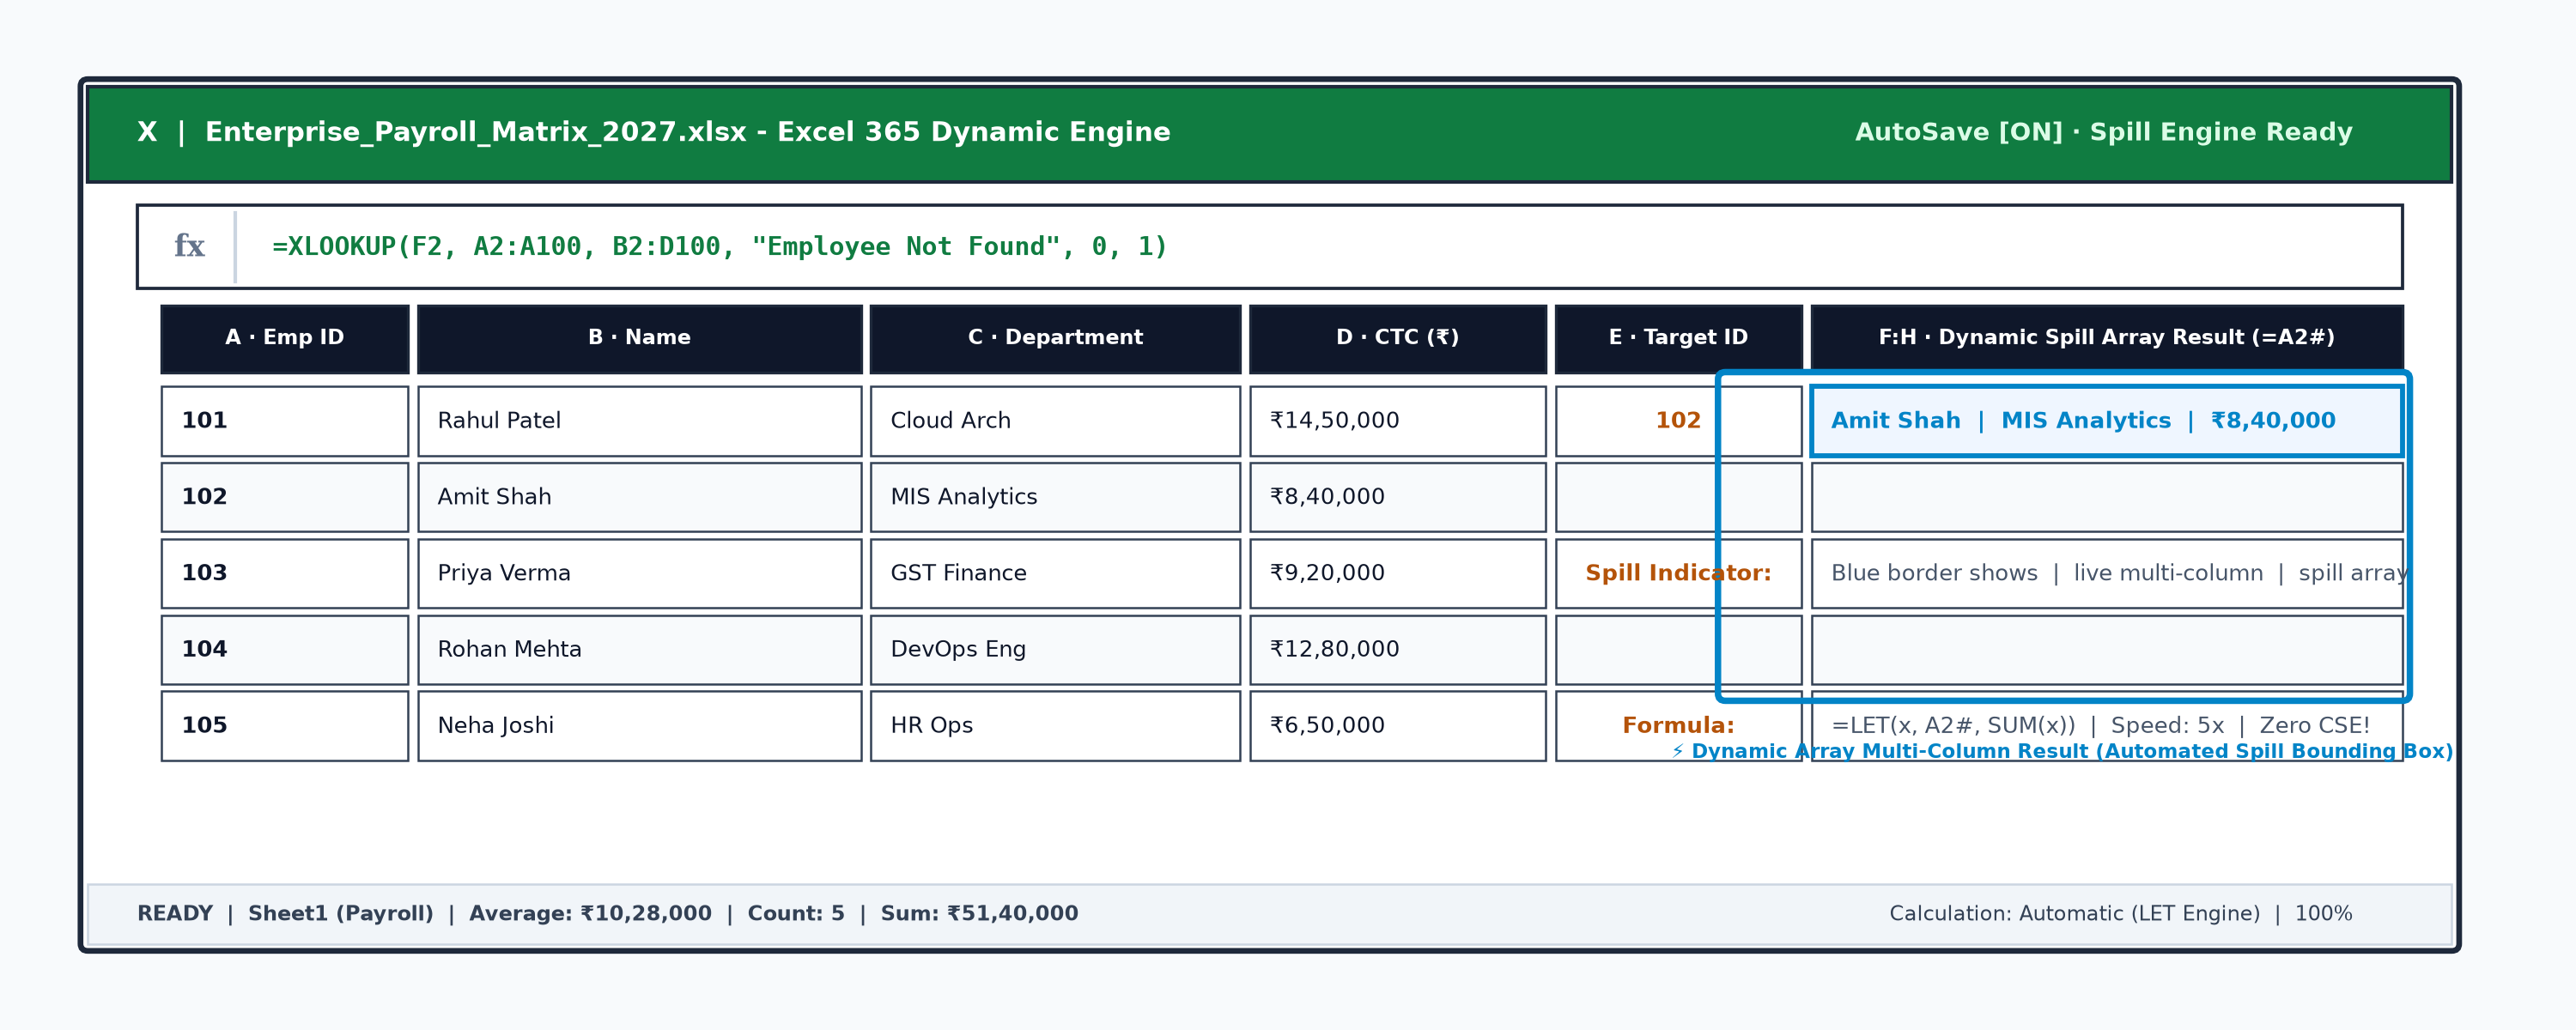 X | Enterprise_Payroll_Matrix_2027.xlsx - Excel 365 Dynamic Engine
AutoSave [ON] · Spill Engine Ready
fx =XLOOKUP(F2, A2:A100, B2:D100, "Employee Not Found", 0, 1)
A · Emp ID B · Name C · Department D · CTC (₹) E · Target ID F:H · Dynamic Spill Array Result (=A2#)
101 Rahul Patel Cloud Arch ₹14,50,000 102 Amit Shah | MIS Analytics | ₹8,40,000
102 Amit Shah MIS Analytics ₹8,40,000
103 Priya Verma GST Finance ₹9,20,000 Spill Indicator: Blue border shows | live multi-column | spill array
104 Rohan Mehta DevOps Eng ₹12,80,000
105 Neha Joshi HR Ops ₹6,50,000 Formula: =LET(x, A2#, SUM(x)) | Speed: 5x | Zero CSE!
⚡ Dynamic Array Multi-Column Result (Automated Spill Bounding Box)
READY | Sheet1 (Payroll) | Average: ₹10,28,000 | Count: 5 | Sum: ₹51,40,000
Calculation: Automatic (LET Engine) | 100%